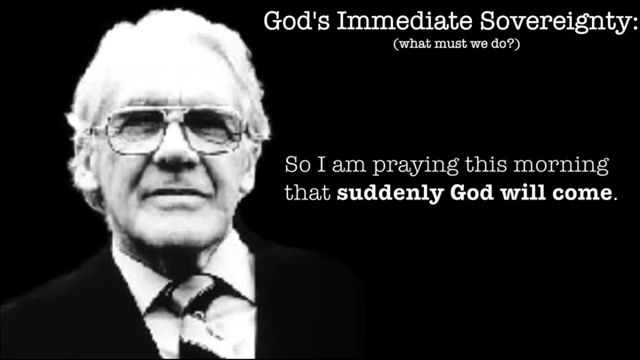 God's Immediate Sovereignty:
(what must we do?)
So I am praying this morning
that suddenly God will come.